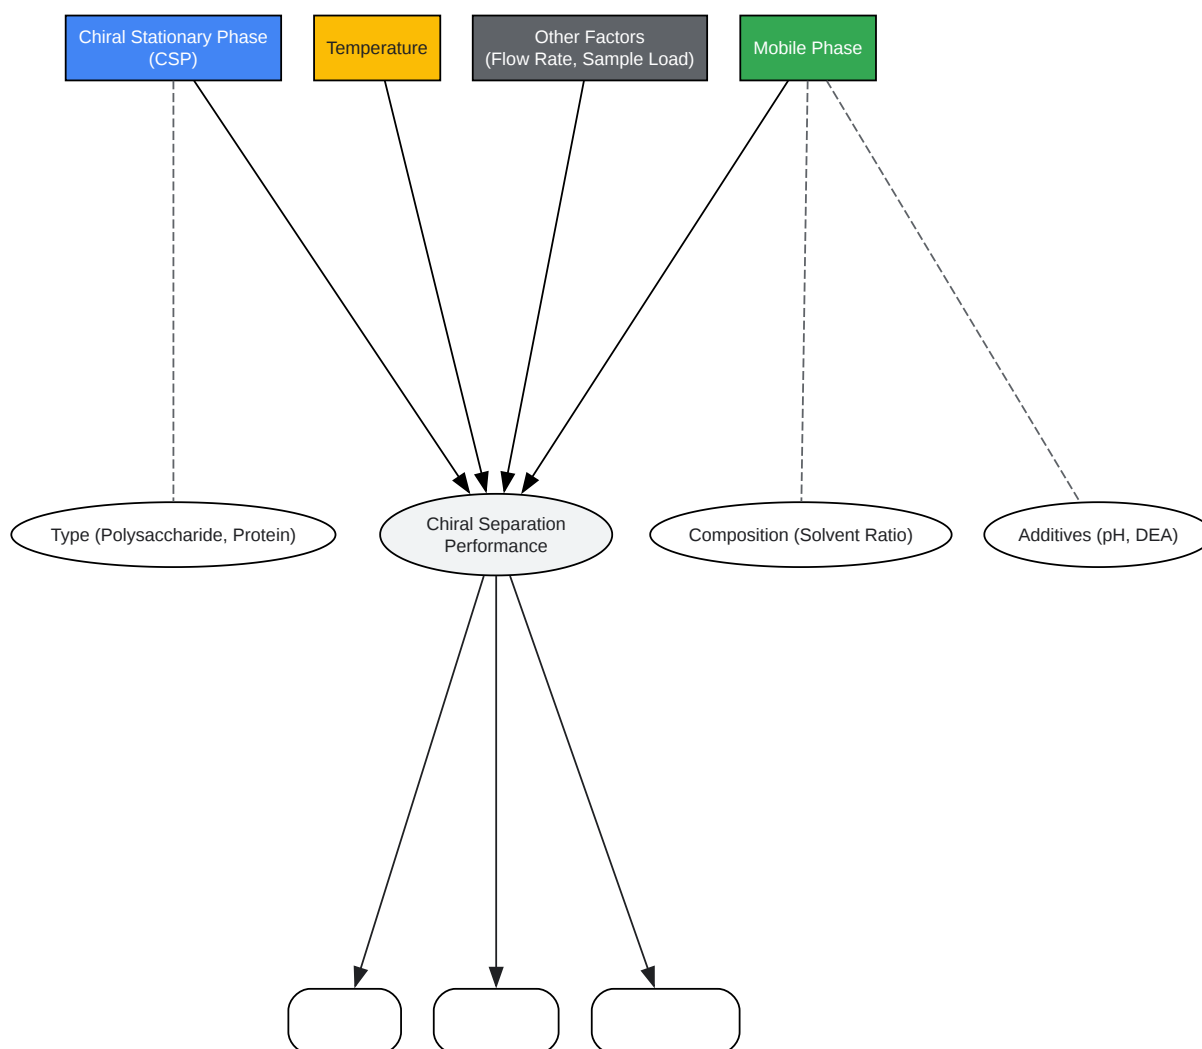 Chiral Stationary Phase
(CSP)
Temperature
Other Factors
(Flow Rate, Sample Load)
Mobile Phase
Type (Polysaccharide, Protein)
Chiral Separation
Performance
Composition (Solvent Ratio)
Additives (pH, DEA)